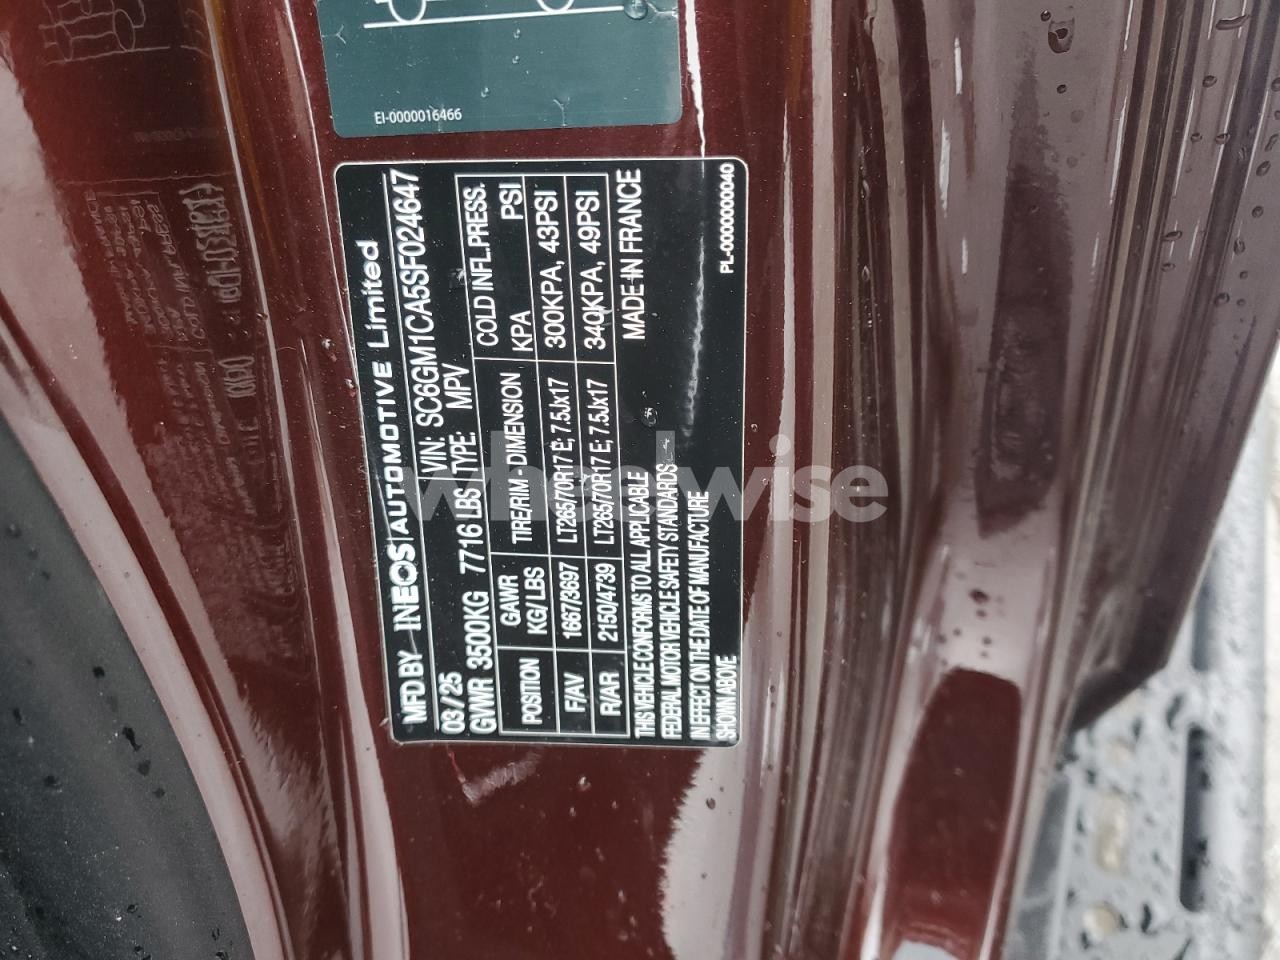 EI-0000016466
MFD BY INEOS AUTOMOTIVE Limited
03/25 VIN: SC6GM1CA5SF024647
GVWR 3500KG 7716 LBS TYPE: MPV
POSITION GAWR KG/LBS TIRE/RIM - DIMENSION COLD INFL.PRESS. KPA PSI
F/AV 1667/3697 LT265/70R17 E; 7.5Jx17 300KPA, 43PSI
R/AR 2150/4739 LT265/70R17 E; 7.5Jx17 340KPA, 49PSI
THIS VEHICLE CONFORMS TO ALL APPLICABLE MADE IN FRANCE
FEDERAL MOTOR VEHICLE SAFETY STANDARDS
IN EFFECT ON THE DATE OF MANUFACTURE
SHOWN ABOVE
PL-0000000040
wheelwise